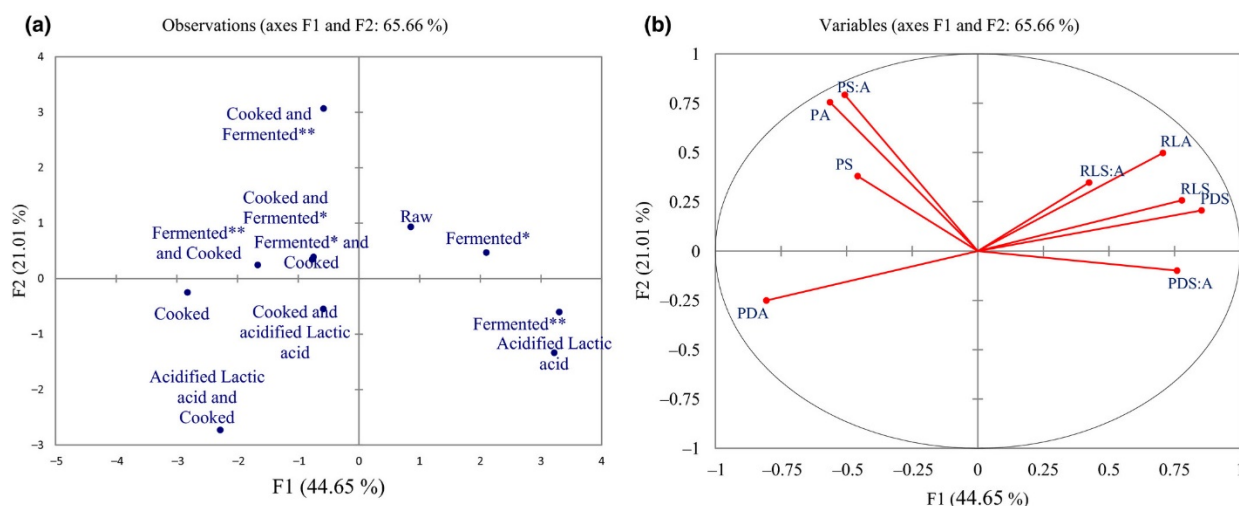 (a)
Observations (axes F1 and F2: 65.66 %)
4
3
2
1
0
−1
−2
−3
F2 (21.01 %)
Cooked and
Fermented**
Cooked and
Fermented*
Raw
Fermented*
Fermented**
and Cooked
Fermented* and
Cooked
Cooked
Cooked and
acidified Lactic
acid
Fermented**
Acidified Lactic
acid
Acidified Lactic
acid and
Cooked
−5
−4
−3
−2
−1
0
1
2
3
4
F1 (44.65 %)
(b)
Variables (axes F1 and F2: 65.66 %)
1
0.75
0.5
0.25
0
−0.25
−0.5
−0.75
−1
F2 (21.01 %)
PS:A
PA
PS
RLA
RLS:A
RLS
PDS
PDS:A
PDA
−1
−0.75
−0.5
−0.25
0
0.25
0.5
0.75
1
F1 (44.65 %)